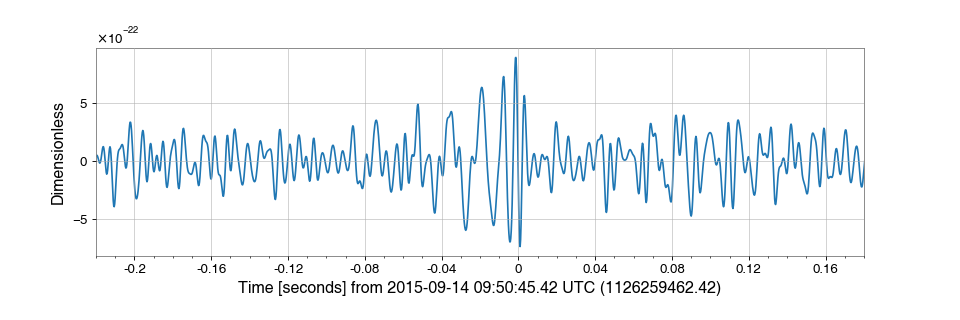 ×10⁻²²
Dimensionless
5
0
−5
-0.2 -0.16 -0.12 -0.08 -0.04 0 0.04 0.08 0.12 0.16
Time [seconds] from 2015-09-14 09:50:45.42 UTC (1126259462.42)